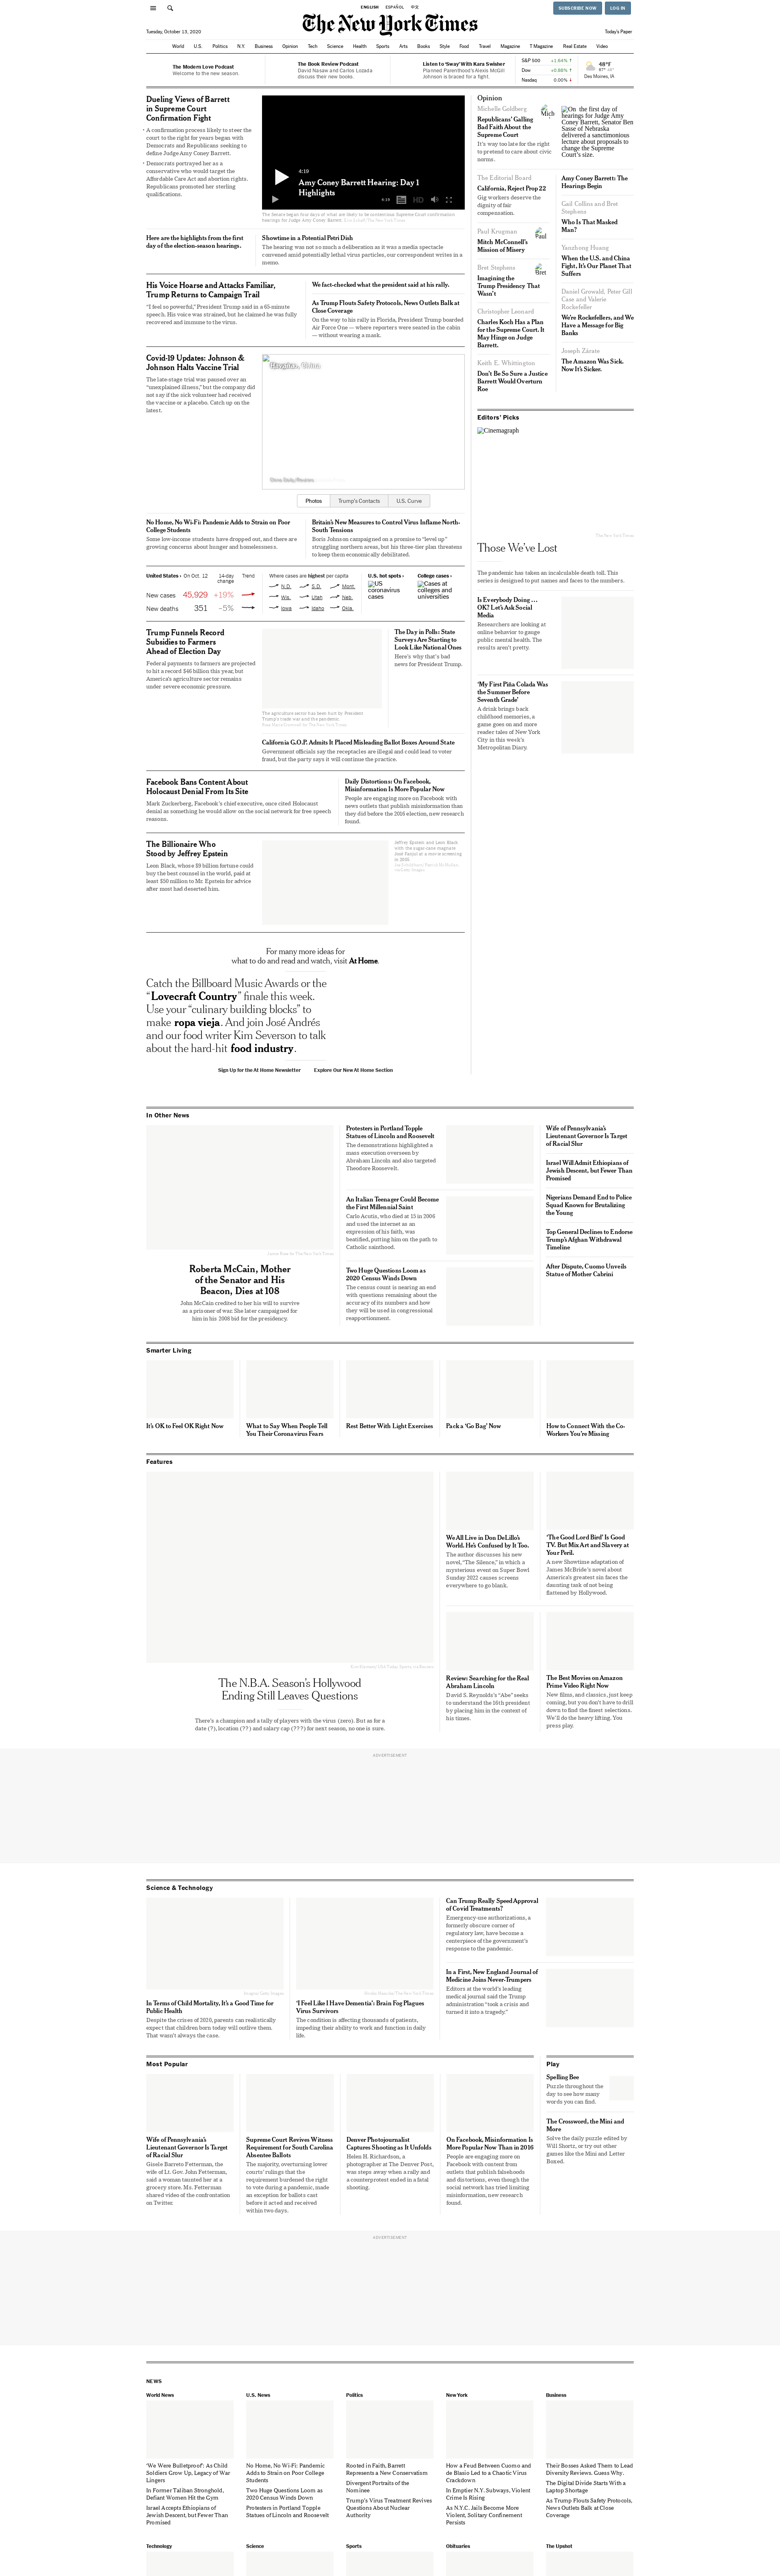 ENGLISH ESPAÑOL 中文
SUBSCRIBE NOW LOG IN
Tuesday, October 13, 2020
The New York Times
Today's Paper
World U.S. Politics N.Y. Business Opinion Tech Science Health Sports Arts Books Style Food Travel Magazine T Magazine Real Estate Video
The Modern Love Podcast
Welcome to the new season.
The Book Review Podcast
David Nasaw and Carlos Lozada
discuss their new books.
Listen to 'Sway' With Kara Swisher
Planned Parenthood's Alexis McGill
Johnson is braced for a fight.
S&P 500 +1.64% ↑
Dow +0.88% ↑
Nasdaq 0.00% ↓
48°F
Des Moines, IA
Dueling Views of Barrett
in Supreme Court
Confirmation Fight
• A confirmation process likely to steer the
court to the right for years began with
Democrats and Republicans seeking to
define Judge Amy Coney Barrett.
• Democrats portrayed her as a
conservative who would target the
Affordable Care Act and abortion rights.
Republicans promoted her sterling
qualifications.
4:19
Amy Coney Barrett Hearing: Day 1
Highlights
4:19 HD
The Senate began four days of what are likely to be contentious Supreme Court confirmation
hearings for Judge Amy Coney Barrett.
Here are the highlights from the first
day of the election-season hearings.
Showtime in a Potential Petri Dish
The hearing was not so much a deliberation as it was a media spectacle
convened amid potentially lethal virus particles, our correspondent writes in a
memo.
His Voice Hoarse and Attacks Familiar,
Trump Returns to Campaign Trail
"I feel so powerful," President Trump said in a 65-minute
speech. His voice was strained, but he claimed he was fully
recovered and immune to the virus.
We fact-checked what the president said at his rally.
As Trump Flouts Safety Protocols, News Outlets Balk at
Close Coverage
On the way to his rally in Florida, President Trump boarded
Air Force One — where reporters were seated in the cabin
— without wearing a mask.
Covid-19 Updates: Johnson &
Johnson Halts Vaccine Trial
The late-stage trial was paused over an
"unexplained illness," but the company did
not say if the sick volunteer had received
the vaccine or a placebo. Catch up on the
latest.
Photos Trump's Contacts U.S. Curve
No Home, No Wi-Fi: Pandemic Adds to Strain on Poor
College Students
Some low-income students have dropped out, and there are
growing concerns about hunger and homelessness.
Britain's New Measures to Control Virus Inflame North-
South Tensions
Boris Johnson campaigned on a promise to "level up"
struggling northern areas, but his three-tier plan threatens
to keep them economically debilitated.
United States › On Oct. 12 14-day
change Trend
New cases 45,929 +19%
New deaths 351 –5%
Where cases are highest per capita
N.D. S.D. Mont.
Wis. Utah Neb.
Iowa Idaho Okla.
U.S. hot spots ›
US
coronavirus
cases
College cases ›
Cases at
colleges and
universities
Trump Funnels Record
Subsidies to Farmers
Ahead of Election Day
Federal payments to farmers are projected
to hit a record $46 billion this year, but
America's agriculture sector remains
under severe economic pressure.
The agriculture sector has been hurt by President
Trump's trade war and the pandemic.
The Day in Polls: State
Surveys Are Starting to
Look Like National Ones
Here's why that's bad
news for President Trump.
California G.O.P. Admits It Placed Misleading Ballot Boxes Around State
Government officials say the receptacles are illegal and could lead to voter
fraud, but the party says it will continue the practice.
Facebook Bans Content About
Holocaust Denial From Its Site
Mark Zuckerberg, Facebook's chief executive, once cited Holocaust
denial as something he would allow on the social network for free speech
reasons.
Daily Distortions: On Facebook,
Misinformation Is More Popular Now
People are engaging more on Facebook with
news outlets that publish misinformation than
they did before the 2016 election, new research
found.
The Billionaire Who
Stood by Jeffrey Epstein
Leon Black, whose $9 billion fortune could
buy the best counsel in the world, paid at
least $50 million to Mr. Epstein for advice
after most had deserted him.
Jeffrey Epstein and Leon Black
with the sugar-cane magnate
José Fanjul at a movie screening
in 2005.
For many more ideas for
what to do and read and watch, visit At Home.
Catch the Billboard Music Awards or the
"Lovecraft Country" finale this week.
Use your "culinary building blocks" to
make ropa vieja. And join José Andrés
and our food writer Kim Severson to talk
about the hard-hit food industry.
Sign Up for the At Home Newsletter Explore Our New At Home Section
Opinion
Michelle Goldberg
Republicans' Galling
Bad Faith About the
Supreme Court
It's way too late for the right
to pretend to care about civic
norms.
On the first day of
hearings for Judge Amy
Coney Barrett, Senator Ben
Sasse of Nebraska
delivered a sanctimonious
lecture about proposals to
change the Supreme
Court's size.
The Editorial Board
California, Reject Prop 22
Gig workers deserve the
dignity of fair
compensation.
Paul Krugman
Paul
Mitch McConnell's
Mission of Misery
Bret Stephens
Bret
Imagining the
Trump Presidency That
Wasn't
Christopher Leonard
Charles Koch Has a Plan
for the Supreme Court. It
May Hinge on Judge
Barrett.
Keith E. Whittington
Don't Be So Sure a Justice
Barrett Would Overturn
Roe
Amy Coney Barrett: The
Hearings Begin
Gail Collins and Bret
Stephens
Who Is That Masked
Man?
Yanzhong Huang
When the U.S. and China
Fight, It's Our Planet That
Suffers
Daniel Growald, Peter Gill
Case and Valerie
Rockefeller
We're Rockefellers, and We
Have a Message for Big
Banks
Joseph Zárate
The Amazon Was Sick.
Now It's Sicker.
Editors' Picks
Cinemagraph
The New York Times
Those We've Lost
The pandemic has taken an incalculable death toll. This
series is designed to put names and faces to the numbers.
Is Everybody Doing …
OK? Let's Ask Social
Media
Researchers are looking at
online behavior to gauge
public mental health. The
results aren't pretty.
'My First Piña Colada Was
the Summer Before
Seventh Grade'
A drink brings back
childhood memories, a
game goes on and more
reader tales of New York
City in this week's
Metropolitan Diary.
In Other News
Roberta McCain, Mother
of the Senator and His
Beacon, Dies at 108
John McCain credited to her his will to survive
as a prisoner of war. She later campaigned for
him in his 2008 bid for the presidency.
Protesters in Portland Topple
Statues of Lincoln and Roosevelt
The demonstrations highlighted a
mass execution overseen by
Abraham Lincoln and also targeted
Theodore Roosevelt.
An Italian Teenager Could Become
the First Millennial Saint
Carlo Acutis, who died at 15 in 2006
and used the internet as an
expression of his faith, was
beatified, putting him on the path to
Catholic sainthood.
Two Huge Questions Loom as
2020 Census Winds Down
The census count is nearing an end
with questions remaining about the
accuracy of its numbers and how
they will be used in congressional
reapportionment.
Wife of Pennsylvania's
Lieutenant Governor Is Target
of Racial Slur
Israel Will Admit Ethiopians of
Jewish Descent, but Fewer Than
Promised
Nigerians Demand End to Police
Squad Known for Brutalizing
the Young
Top General Declines to Endorse
Trump's Afghan Withdrawal
Timeline
After Dispute, Cuomo Unveils
Statue of Mother Cabrini
Smarter Living
It's OK to Feel OK Right Now
What to Say When People Tell
You Their Coronavirus Fears
Rest Better With Light Exercises
Pack a 'Go Bag' Now
How to Connect With the Co-
Workers You're Missing
Features
The N.B.A. Season's Hollywood
Ending Still Leaves Questions
There's a champion and a tally of players with the virus (zero). But as for a
date (?), location (??) and salary cap (???) for next season, no one is sure.
We All Live in Don DeLillo's
World. He's Confused by It Too.
The author discusses his new
novel, "The Silence," in which a
mysterious event on Super Bowl
Sunday 2022 causes screens
everywhere to go blank.
'The Good Lord Bird' Is Good
TV. But Mix Art and Slavery at
Your Peril.
A new Showtime adaptation of
James McBride's novel about
America's greatest sin faces the
daunting task of not being
flattened by Hollywood.
Review: Searching for the Real
Abraham Lincoln
David S. Reynolds's "Abe" seeks
to understand the 16th president
by placing him in the context of
his times.
The Best Movies on Amazon
Prime Video Right Now
New films, and classics, just keep
coming, but you don't have to drill
down to find the finest selections.
We'll do the heavy lifting. You
press play.
ADVERTISEMENT
Science & Technology
In Terms of Child Mortality, It's a Good Time for
Public Health
Despite the crises of 2020, parents can realistically
expect that children born today will outlive them.
That wasn't always the case.
'I Feel Like I Have Dementia': Brain Fog Plagues
Virus Survivors
The condition is affecting thousands of patients,
impeding their ability to work and function in daily
life.
Can Trump Really Speed Approval
of Covid Treatments?
Emergency-use authorizations, a
formerly obscure corner of
regulatory law, have become a
centerpiece of the government's
response to the pandemic.
In a First, New England Journal of
Medicine Joins Never-Trumpers
Editors at the world's leading
medical journal said the Trump
administration "took a crisis and
turned it into a tragedy."
Most Popular
Wife of Pennsylvania's
Lieutenant Governor Is Target
of Racial Slur
Gisele Barreto Fetterman, the
wife of Lt. Gov. John Fetterman,
said a woman taunted her at a
grocery store. Ms. Fetterman
shared video of the confrontation
on Twitter.
Supreme Court Revives Witness
Requirement for South Carolina
Absentee Ballots
The majority, overturning lower
courts' rulings that the
requirement burdened the right
to vote during a pandemic, made
an exception for ballots cast
before it acted and received
within two days.
Denver Photojournalist
Captures Shooting as It Unfolds
Helen H. Richardson, a
photographer at The Denver Post,
was steps away when a rally and
a counterprotest ended in a fatal
shooting.
On Facebook, Misinformation Is
More Popular Now Than in 2016
People are engaging more on
Facebook with content from
outlets that publish falsehoods
and distortions, even though the
social network has tried limiting
misinformation, new research
found.
Play
Spelling Bee
Puzzle throughout the
day to see how many
words you can find.
The Crossword, the Mini and
More
Solve the daily puzzle edited by
Will Shortz, or try out other
games like the Mini and Letter
Boxed.
ADVERTISEMENT
NEWS
World News
'We Were Bulletproof': As Child
Soldiers Grow Up, Legacy of War
Lingers
In Former Taliban Stronghold,
Defiant Women Hit the Gym
Israel Accepts Ethiopians of
Jewish Descent, but Fewer Than
Promised
U.S. News
No Home, No Wi-Fi: Pandemic
Adds to Strain on Poor College
Students
Two Huge Questions Loom as
2020 Census Winds Down
Protesters in Portland Topple
Statues of Lincoln and Roosevelt
Politics
Rooted in Faith, Barrett
Represents a New Conservatism
Divergent Portraits of the
Nominee
Trump's Virus Treatment Revives
Questions About Nuclear
Authority
New York
How a Feud Between Cuomo and
de Blasio Led to a Chaotic Virus
Crackdown
In Emptier N.Y. Subways, Violent
Crime Is Rising
As N.Y.C. Jails Become More
Violent, Solitary Confinement
Persists
Business
Their Bosses Asked Them to Lead
Diversity Reviews. Guess Why.
The Digital Divide Starts With a
Laptop Shortage
As Trump Flouts Safety Protocols,
News Outlets Balk at Close
Coverage
Technology Science Sports Obituaries The Upshot